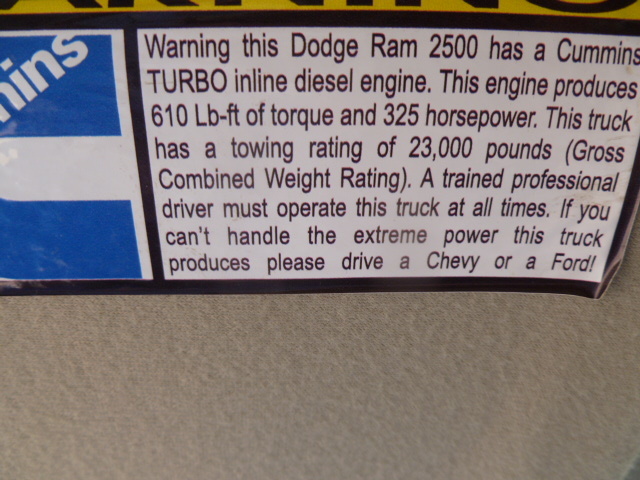 WARNING
mins
Warning this Dodge Ram 2500 has a Cummins
TURBO inline diesel engine. This engine produces
610 Lb-ft of torque and 325 horsepower. This truck
has a towing rating of 23,000 pounds (Gross
Combined Weight Rating). A trained professional
driver must operate this truck at all times. If you
can't handle the extreme power this truck
produces please drive a Chevy or a Ford!